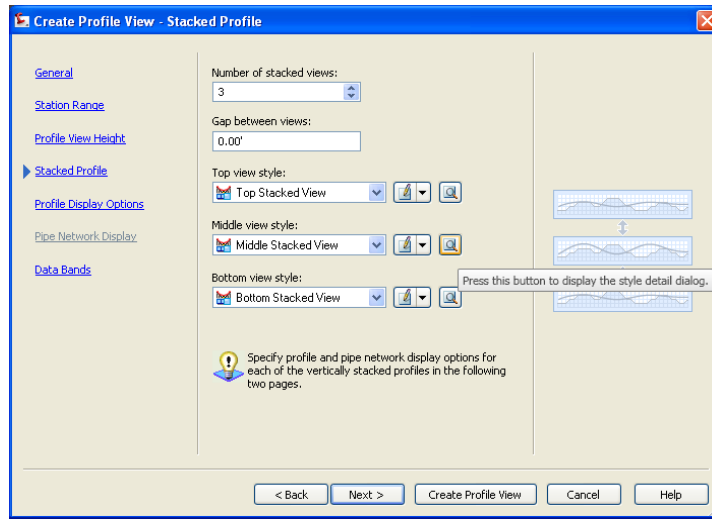 Create Profile View - Stacked Profile
General
Station Range
Profile View Height
Stacked Profile
Profile Display Options
Pipe Network Display
Data Bands
Number of stacked views:
3
Gap between views:
0.00'
Top view style:
Top Stacked View
Middle view style:
Middle Stacked View
Bottom view style:
Bottom Stacked View
Press this button to display the style detail dialog.
Specify profile and pipe network display options for
each of the vertically stacked profiles in the following
two pages.
< Back
Next >
Create Profile View
Cancel
Help